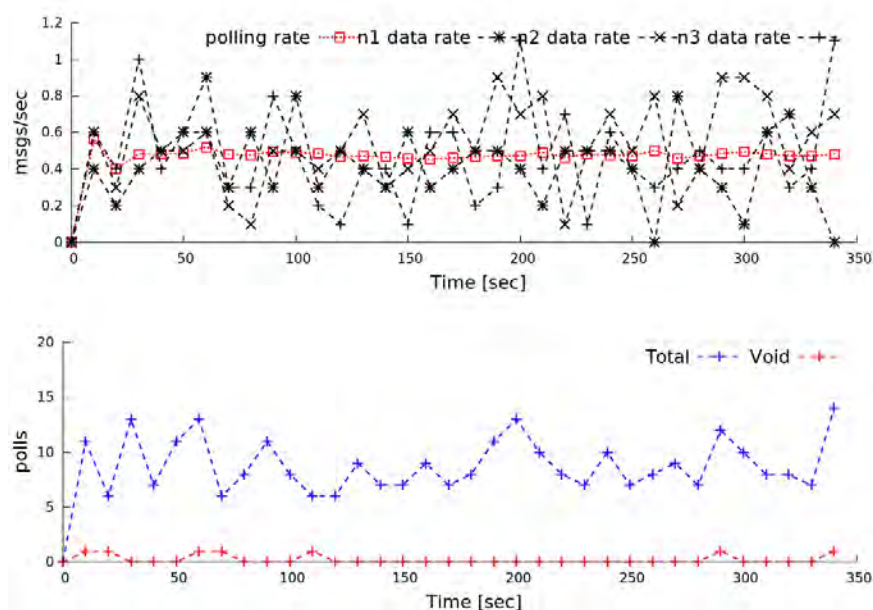 1.2
polling rate n1 data rate n2 data rate n3 data rate
1
0.8
0.6
0.4
0.2
0
msgs/sec
0 50 100 150 200 250 300 350
Time [sec]
20
Total Void
15
10
5
0
polls
0 50 100 150 200 250 300 350
Time [sec]